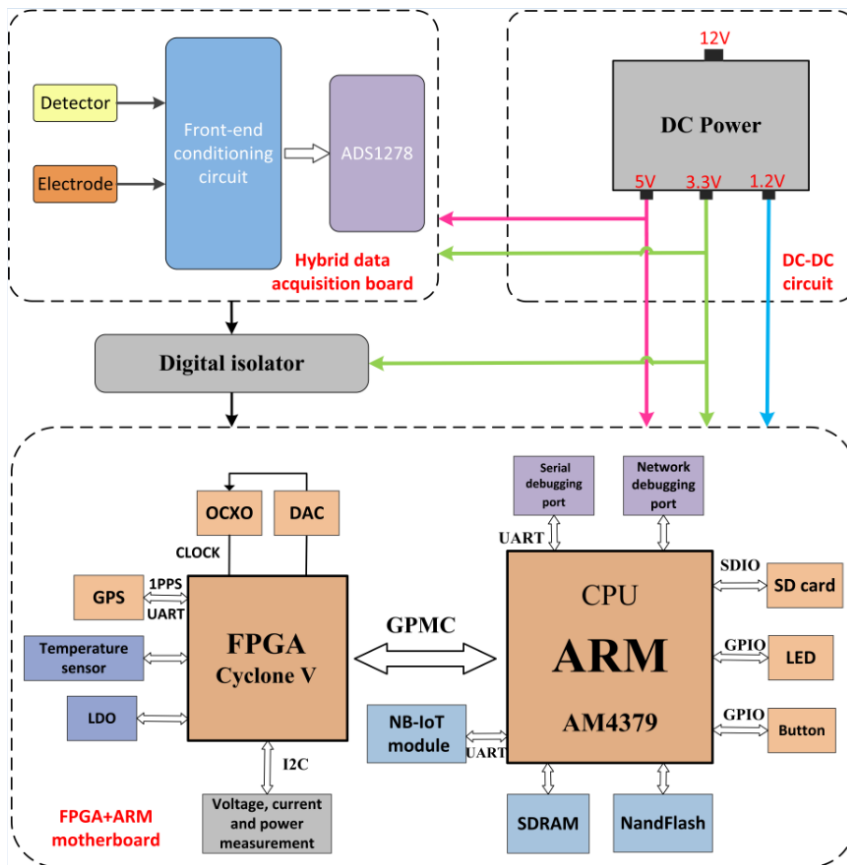 Detector
Electrode
Front-end
conditioning
circuit
ADS1278
Hybrid data
acquisition board
12V
DC Power
5V
3.3V
1.2V
DC-DC
circuit
Digital isolator
OCXO
DAC
CLOCK
GPS
1PPS
UART
Temperature
sensor
LDO
FPGA
Cyclone V
I2C
Voltage, current
and power
measurement
FPGA+ARM
motherboard
GPMC
Serial
debugging
port
Network
debugging
port
UART
CPU
ARM
AM4379
SDIO
SD card
GPIO
LED
GPIO
Button
NB-IoT
module
UART
SDRAM
NandFlash